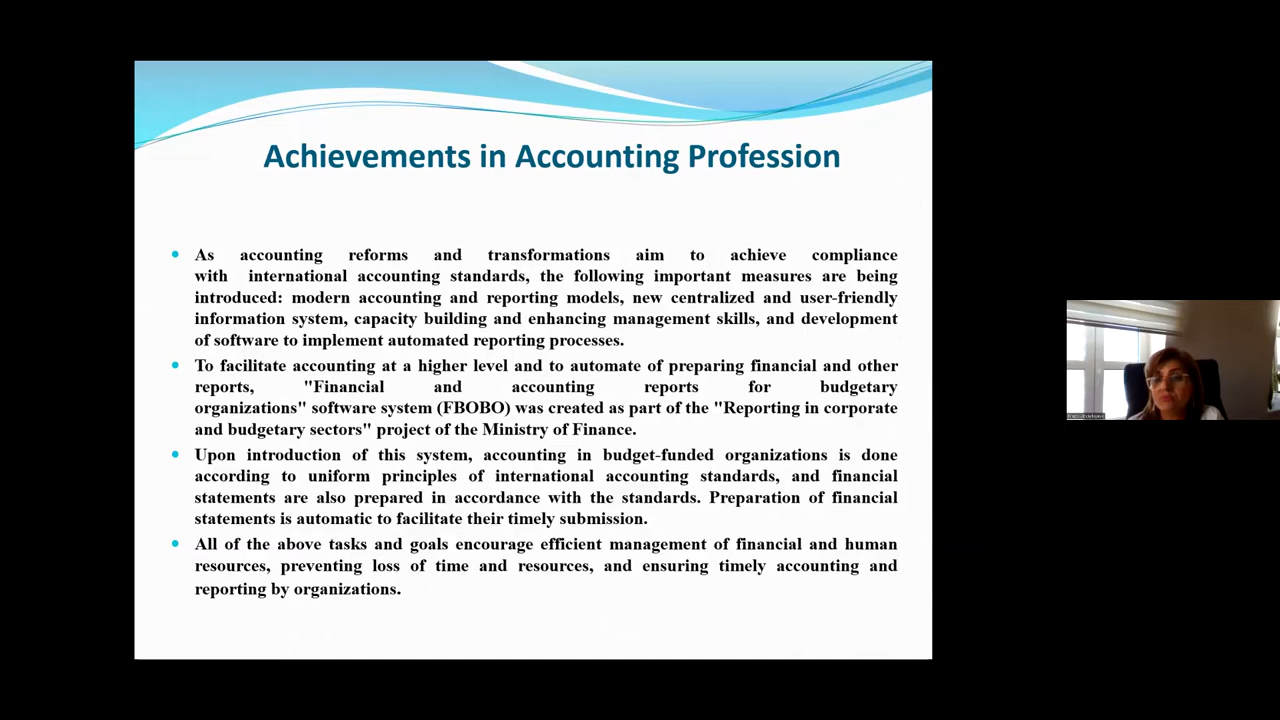 Achievements in Accounting Profession
As accounting reforms and transformations aim to achieve compliance
with international accounting standards, the following important measures are being
introduced: modern accounting and reporting models, new centralized and user-friendly
information system, capacity building and enhancing management skills, and development
of software to implement automated reporting processes.
To facilitate accounting at a higher level and to automate of preparing financial and other
reports, "Financial and accounting reports for budgetary
organizations" software system (FBOBO) was created as part of the "Reporting in corporate
and budgetary sectors" project of the Ministry of Finance.
Upon introduction of this system, accounting in budget-funded organizations is done
according to uniform principles of international accounting standards, and financial
statements are also prepared in accordance with the standards. Preparation of financial
statements is automatic to facilitate their timely submission.
All of the above tasks and goals encourage efficient management of financial and human
resources, preventing loss of time and resources, and ensuring timely accounting and
reporting by organizations.